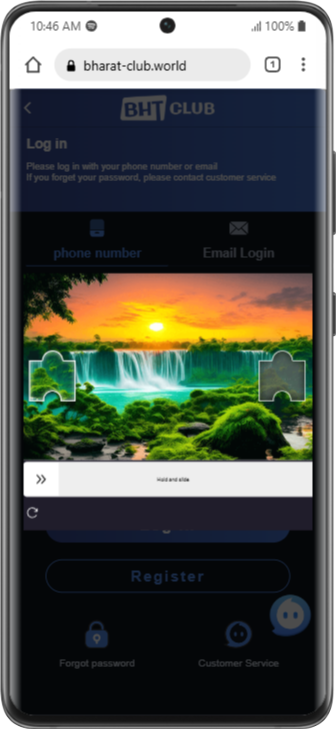 10:46 AM
100%
bharat-club.world
1
BHT CLUB
Log in
Please log in with your phone number or email
If you forget your password, please contact customer service
phone number
Email Login
Hold and slide
Register
Forgot password
Customer Service